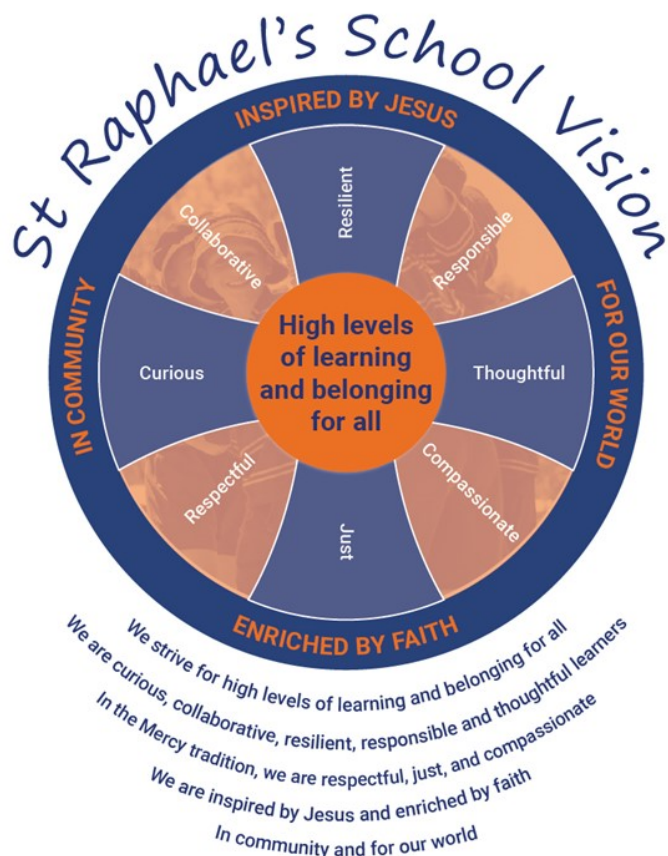 St Raphael's School Vision
INSPIRED BY JESUS
FOR OUR WORLD
ENRICHED BY FAITH
IN COMMUNITY
Resilient
Responsible
Thoughtful
Compassionate
Just
Respectful
Curious
Collaborative
High levels
of learning
and belonging
for all
We strive for high levels of learning and belonging for all
We are curious, collaborative, resilient, responsible and thoughtful learners
In the Mercy tradition, we are respectful, just, and compassionate
We are inspired by Jesus and enriched by faith
In community and for our world